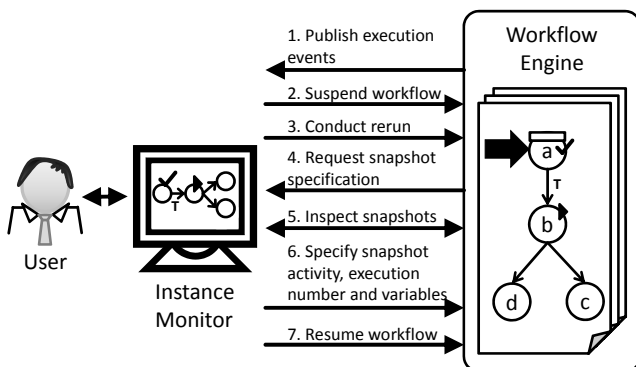 1. Publish execution
events
2. Suspend workflow
3. Conduct rerun
4. Request snapshot
specification
5. Inspect snapshots
6. Specify snapshot
activity, execution
number and variables
7. Resume workflow
User
Instance
Monitor
T
Workflow
Engine
a
T
b
d
c